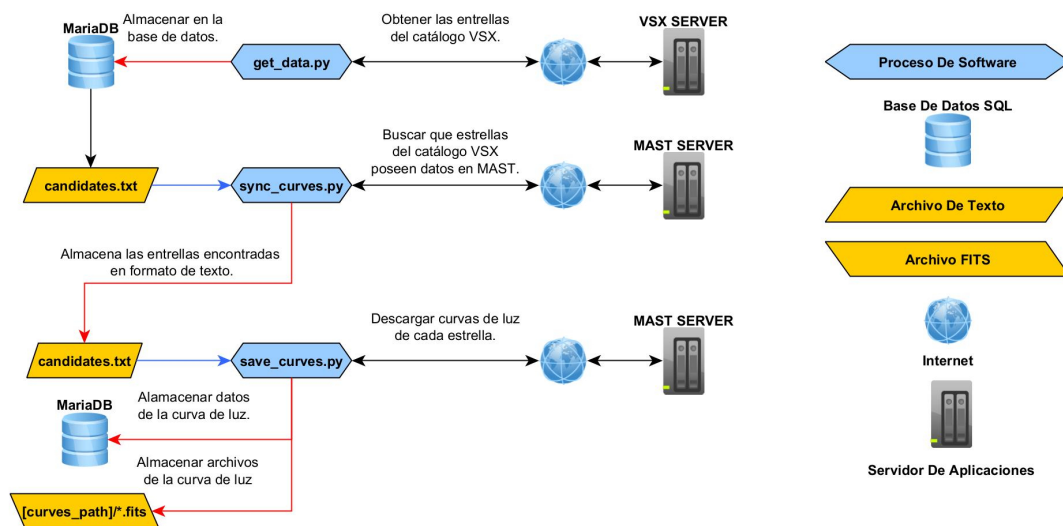 MariaDB
Almacenar en la
base de datos.
get_data.py
Obtener las entrellas
del catálogo VSX.
VSX SERVER
candidates.txt
sync_curves.py
Buscar que estrellas
del catálogo VSX
poseen datos en MAST.
MAST SERVER
Almacena las entrellas encontradas
en formato de texto.
candidates.txt
save_curves.py
Descargar curvas de luz
de cada estrella.
MAST SERVER
MariaDB
Alamacenar datos
de la curva de luz.
Almacenar archivos
de la curva de luz
[curves_path]/*.fits
Proceso De Software
Base De Datos SQL
Archivo De Texto
Archivo FITS
Internet
Servidor De Aplicaciones